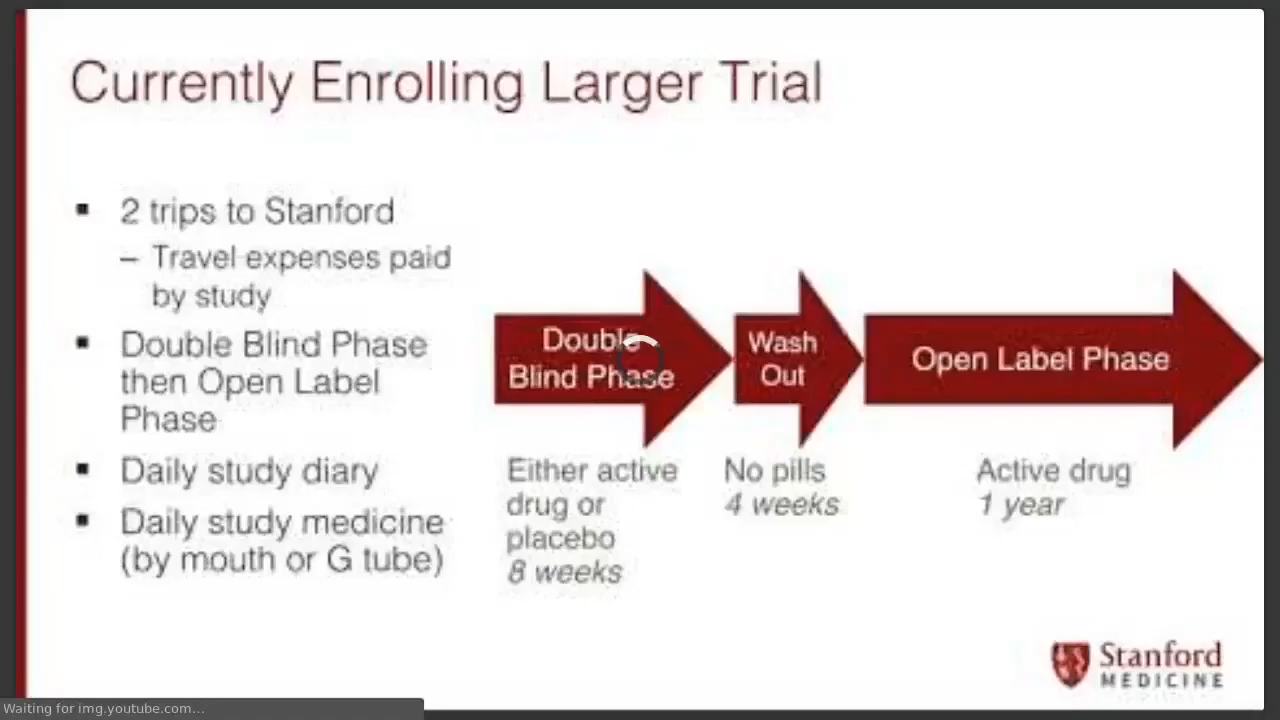 Currently Enrolling Larger Trial
▪ 2 trips to Stanford
– Travel expenses paid
by study
▪ Double Blind Phase
then Open Label
Phase
▪ Daily study diary
▪ Daily study medicine
(by mouth or G tube)
Double
Blind Phase
Either active
drug or
placebo
8 weeks
Wash
Out
No pills
4 weeks
Open Label Phase
Active drug
1 year
Stanford
MEDICINE
Waiting for img.youtube.com...